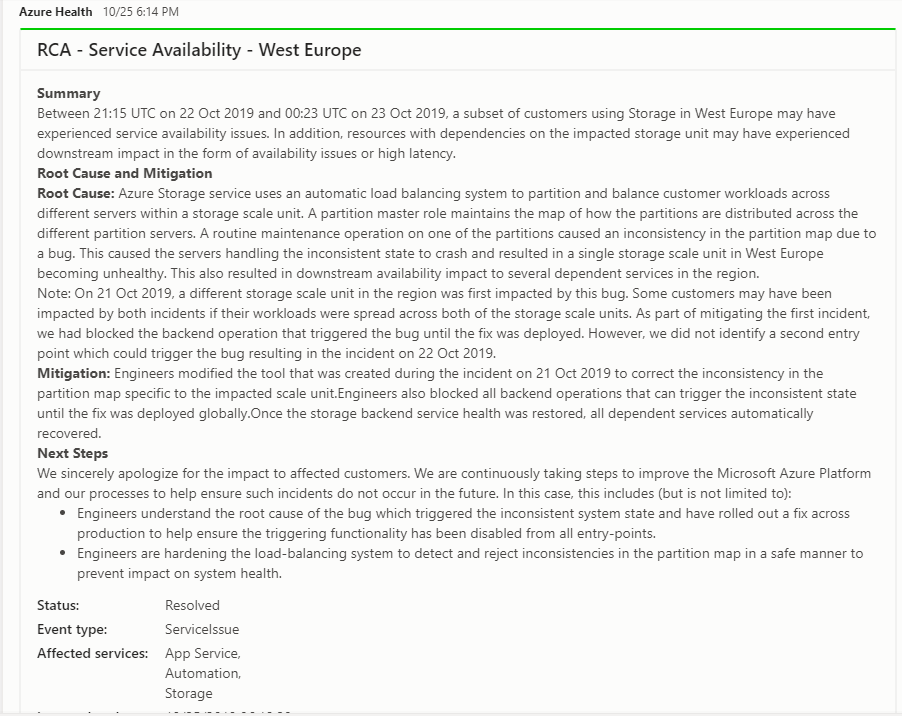 Azure Health 10/25 6:14 PM
RCA - Service Availability - West Europe
Summary
Between 21:15 UTC on 22 Oct 2019 and 00:23 UTC on 23 Oct 2019, a subset of customers using Storage in West Europe may have
experienced service availability issues. In addition, resources with dependencies on the impacted storage unit may have experienced
downstream impact in the form of availability issues or high latency.
Root Cause and Mitigation
Root Cause: Azure Storage service uses an automatic load balancing system to partition and balance customer workloads across
different servers within a storage scale unit. A partition master role maintains the map of how the partitions are distributed across the
different partition servers. A routine maintenance operation on one of the partitions caused an inconsistency in the partition map due to
a bug. This caused the servers handling the inconsistent state to crash and resulted in a single storage scale unit in West Europe
becoming unhealthy. This also resulted in downstream availability impact to several dependent services in the region.
Note: On 21 Oct 2019, a different storage scale unit in the region was first impacted by this bug. Some customers may have been
impacted by both incidents if their workloads were spread across both of the storage scale units. As part of mitigating the first incident,
we had blocked the backend operation that triggered the bug until the fix was deployed. However, we did not identify a second entry
point which could trigger the bug resulting in the incident on 22 Oct 2019.
Mitigation: Engineers modified the tool that was created during the incident on 21 Oct 2019 to correct the inconsistency in the
partition map specific to the impacted scale unit.Engineers also blocked all backend operations that can trigger the inconsistent state
until the fix was deployed globally.Once the storage backend service health was restored, all dependent services automatically
recovered.
Next Steps
We sincerely apologize for the impact to affected customers. We are continuously taking steps to improve the Microsoft Azure Platform
and our processes to help ensure such incidents do not occur in the future. In this case, this includes (but is not limited to):
• Engineers understand the root cause of the bug which triggered the inconsistent system state and have rolled out a fix across
production to help ensure the triggering functionality has been disabled from all entry-points.
• Engineers are hardening the load-balancing system to detect and reject inconsistencies in the partition map in a safe manner to
prevent impact on system health.
Status: Resolved
Event type: ServiceIssue
Affected services: App Service,
Automation,
Storage